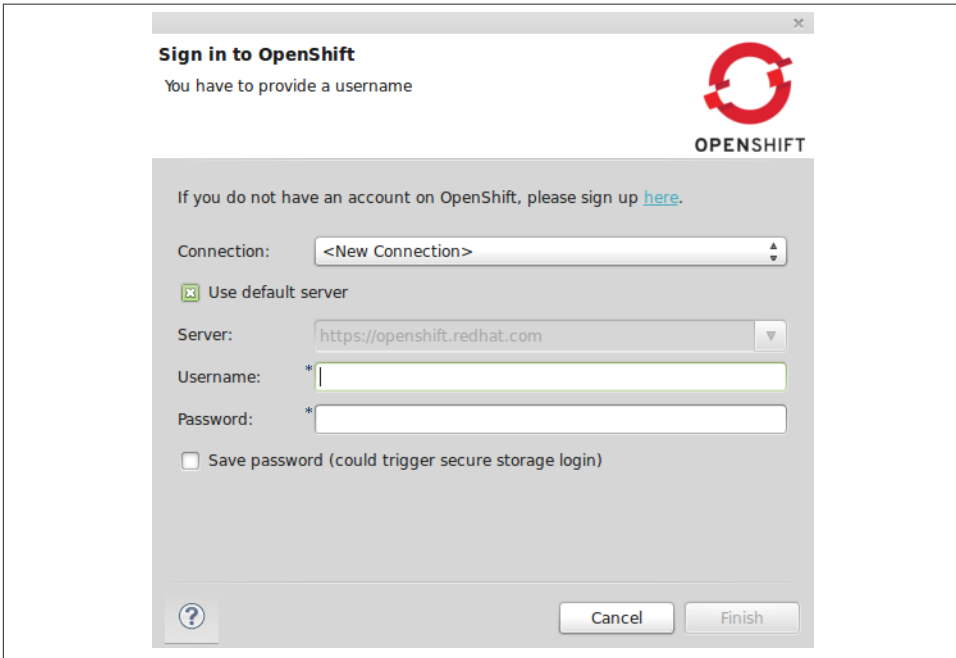 Sign in to OpenShift
You have to provide a username
OPENSHIFT
If you do not have an account on OpenShift, please sign up here.
Connection: <New Connection>
Use default server
Server: https://openshift.redhat.com
Username: *
Password: *
Save password (could trigger secure storage login)
? Cancel Finish